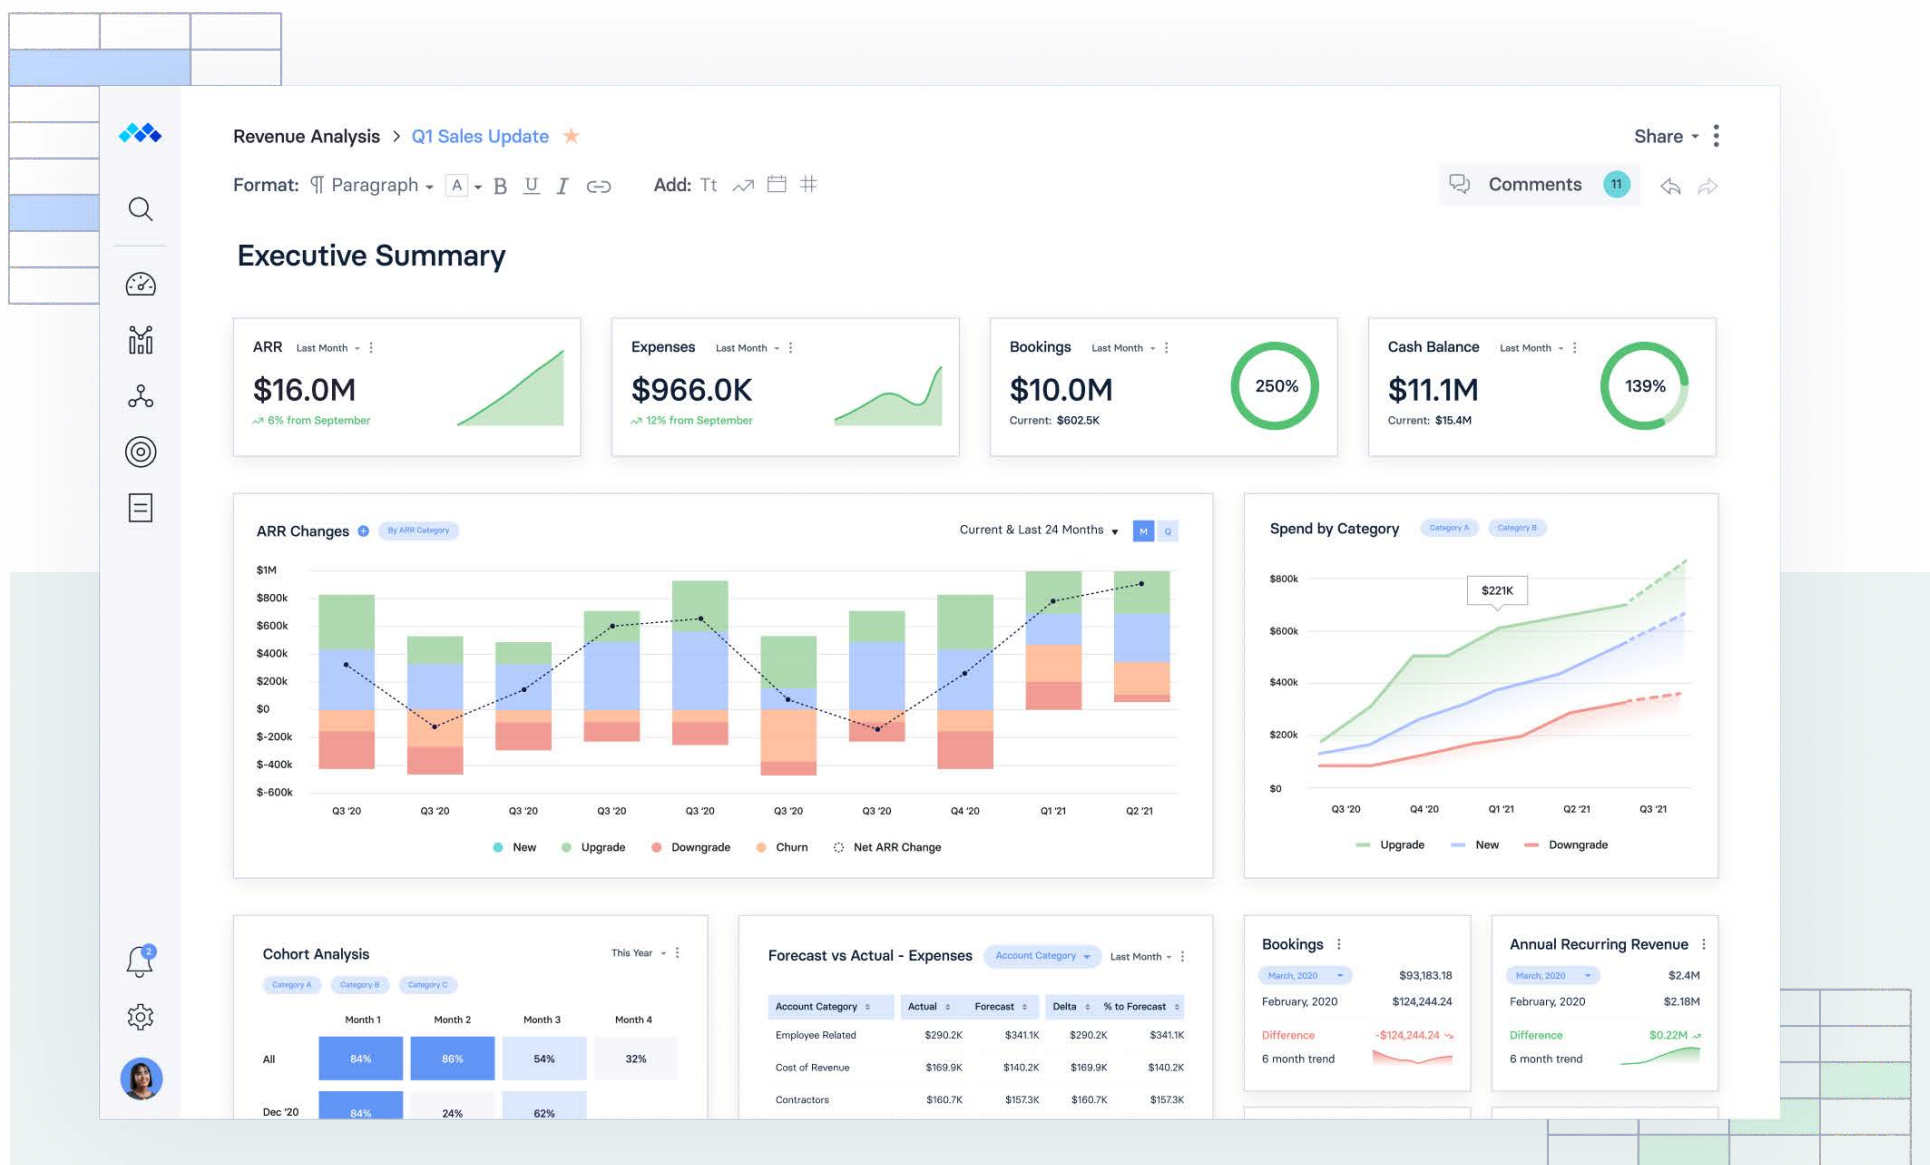 Revenue Analysis > Q1 Sales Update
Share
Format: Paragraph A B U I Add: Tt
Comments 11
Executive Summary
ARR Last Month
$16.0M
6% from September
Expenses Last Month
$966.0K
12% from September
Bookings Last Month
$10.0M
Current: $602.5K
250%
Cash Balance Last Month
$11.1M
Current: $15.4M
139%
ARR Changes By ARR Category
Current & Last 24 Months M Q
$1M
$800k
$600k
$400k
$200k
$0
$-200k
$-400k
$-600k
Q3 '20 Q3 '20 Q3 '20 Q3 '20 Q3 '20 Q3 '20 Q3 '20 Q4 '20 Q1 '21 Q2 '21
New Upgrade Downgrade Churn Net ARR Change
Spend by Category Category A Category B
$221K
$800k
$600k
$400k
$200k
$0
Q3 '20 Q4 '20 Q1 '21 Q2 '21 Q3 '21
Upgrade New Downgrade
2
Cohort Analysis This Year
Category A Category B Category C
Month 1 Month 2 Month 3 Month 4
All 84% 86% 54% 32%
Dec '20 84% 24% 62%
Forecast vs Actual - Expenses Account Category Last Month
Account Category Actual Forecast Delta % to Forecast
Employee Related $290.2K $341.1K $290.2K $341.1K
Cost of Revenue $169.9K $140.2K $169.9K $140.2K
Contractors $160.7K $157.3K $160.7K $157.3K
Bookings
March, 2020 $93,183.18
February, 2020 $124,244.24
Difference -$124,244.24
6 month trend
Annual Recurring Revenue
March, 2020 $2.4M
February, 2020 $2.18M
Difference $0.22M
6 month trend